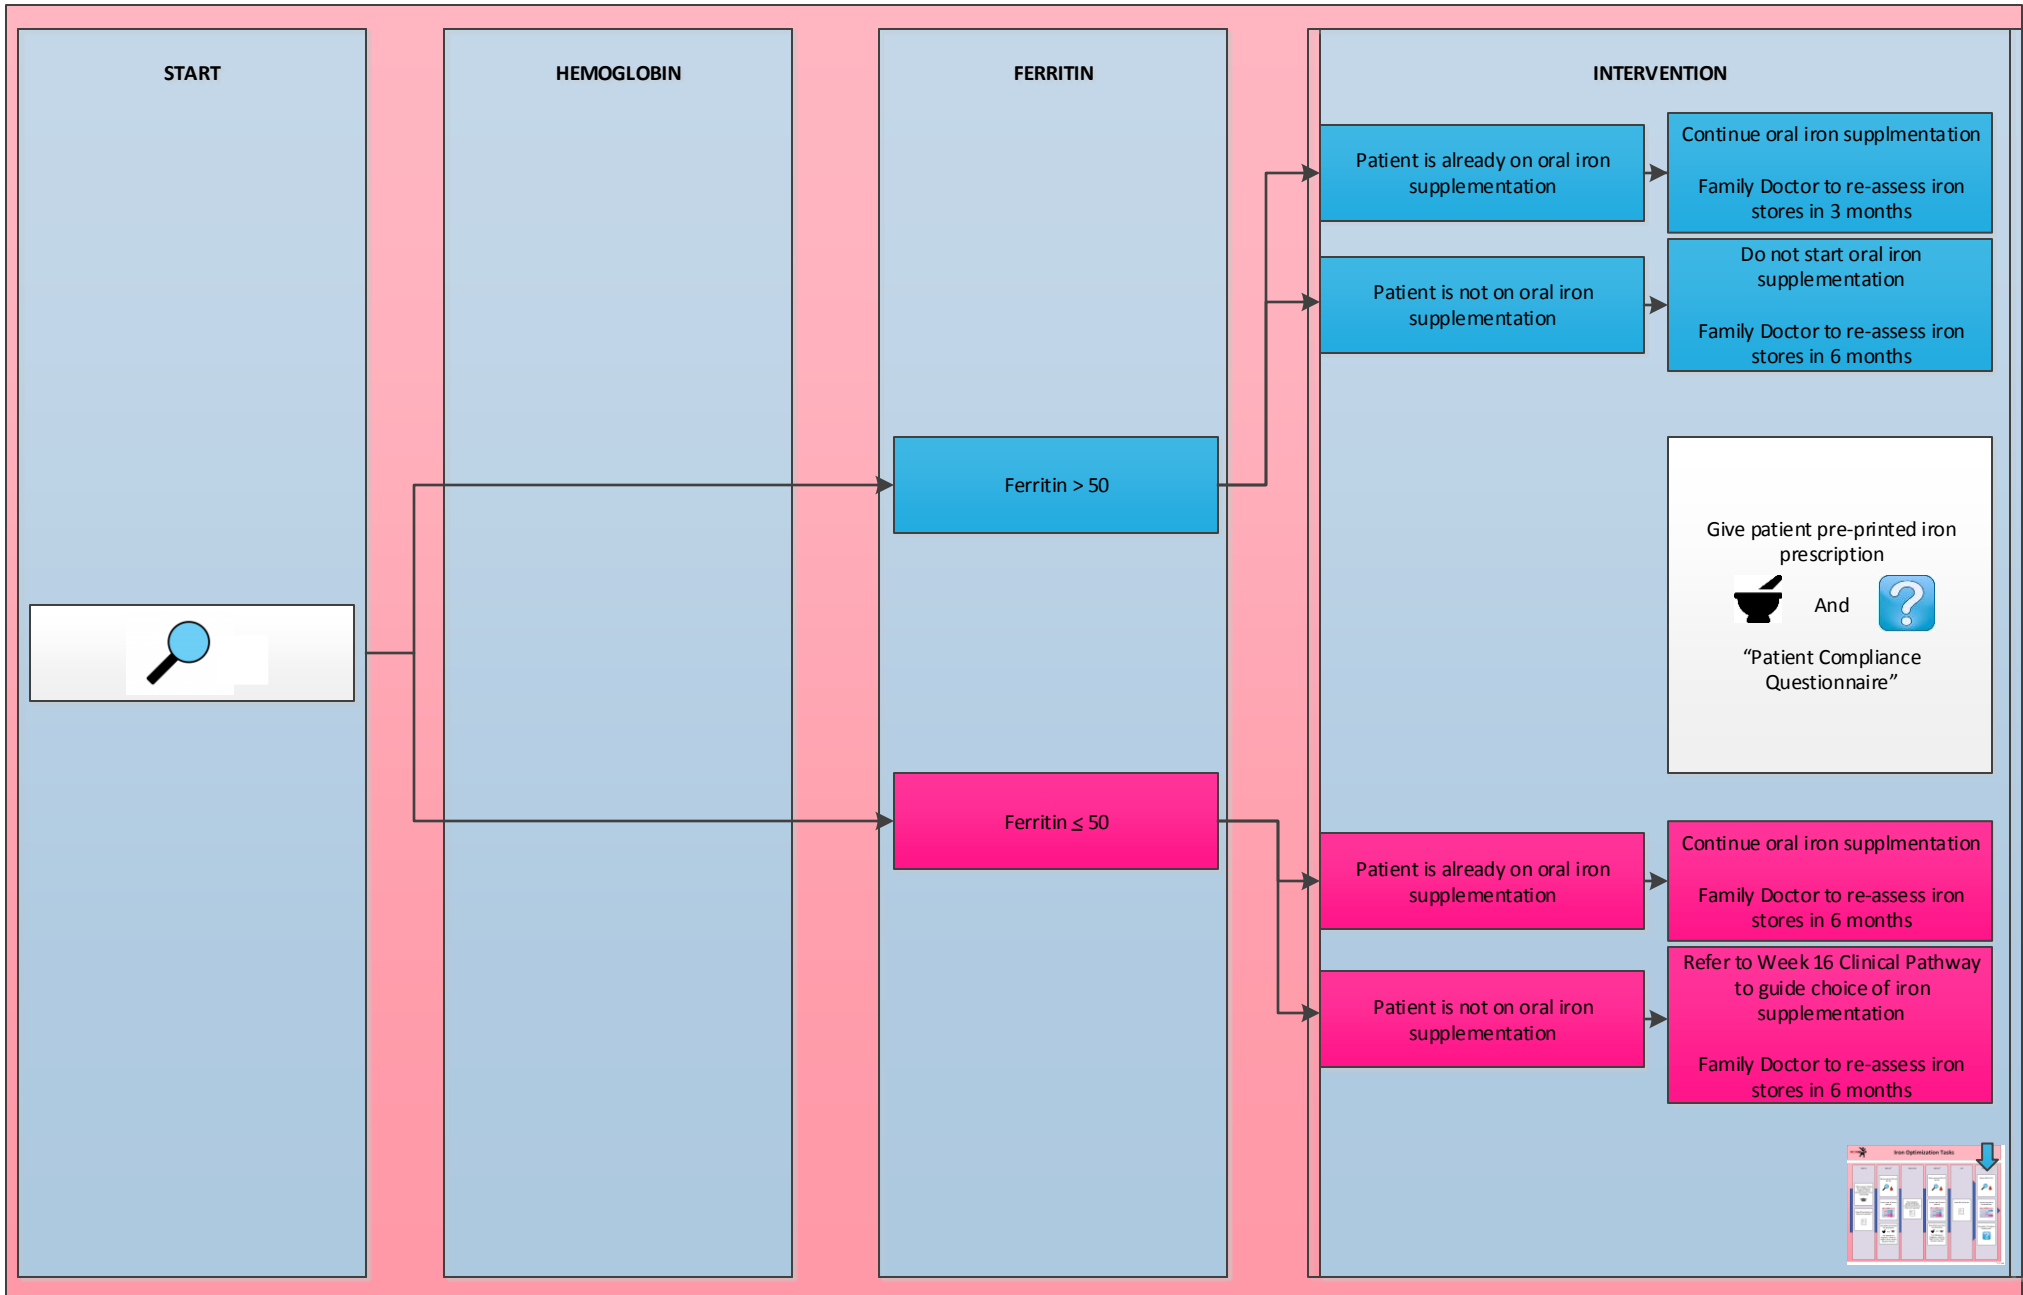 START
HEMOGLOBIN
FERRITIN
INTERVENTION
Patient is already on oral iron
supplementation
Continue oral iron supplmentation
Family Doctor to re-assess iron
stores in 3 months
Patient is not on oral iron
supplementation
Do not start oral iron
supplementation
Family Doctor to re-assess iron
stores in 6 months
Ferritin > 50
Give patient pre-printed iron
prescription
And
“Patient Compliance
Questionnaire”
Ferritin ≤ 50
Patient is already on oral iron
supplementation
Continue oral iron supplmentation
Family Doctor to re-assess iron
stores in 6 months
Patient is not on oral iron
supplementation
Refer to Week 16 Clinical Pathway
to guide choice of iron
supplementation
Family Doctor to re-assess iron
stores in 6 months
Iron Optimization Tasks